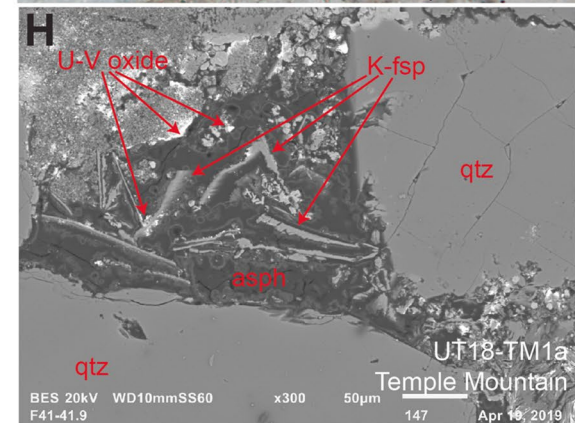 H
U-V oxide
K-fsp
qtz
asph
qtz
UT18-TM1a
Temple Mountain
BES 20kV WD10mmSS60 x300 50µm
F41-41.9 147 Apr 19, 2019